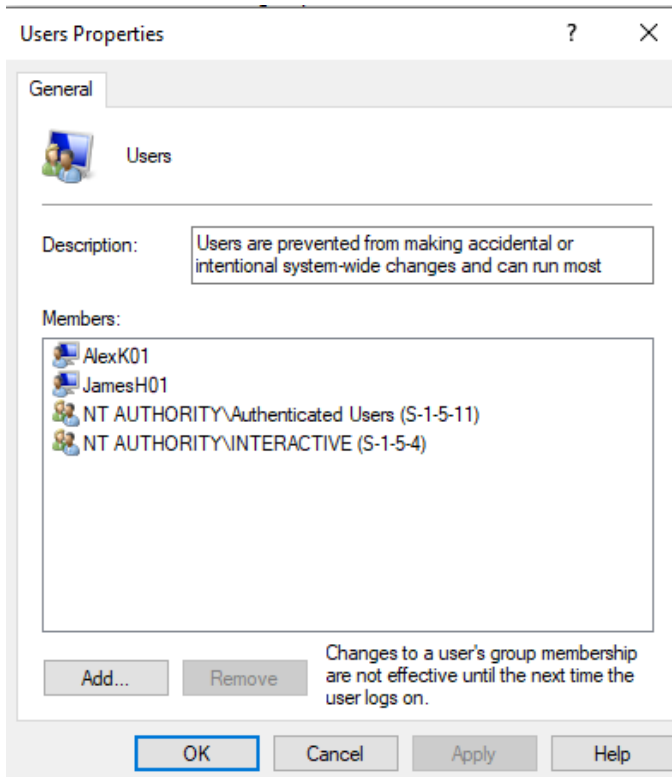 Users Properties
?
General
Users
Description:
Users are prevented from making accidental or
intentional system-wide changes and can run most
Members:
AlexK01
JamesH01
NT AUTHORITY\Authenticated Users (S-1-5-11)
NT AUTHORITY\INTERACTIVE (S-1-5-4)
Add...
Remove
Changes to a user's group membership
are not effective until the next time the
user logs on.
OK
Cancel
Apply
Help